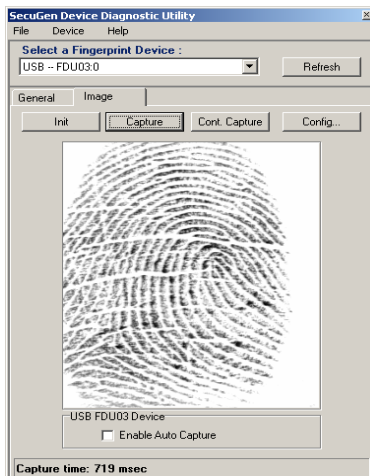 SecuGen Device Diagnostic Utility
File Device Help
Select a Fingerprint Device :
USB -- FDU03:0
Refresh
General Image
Init Capture Cont. Capture Config...
USB FDU03 Device
Enable Auto Capture
Capture time: 719 msec